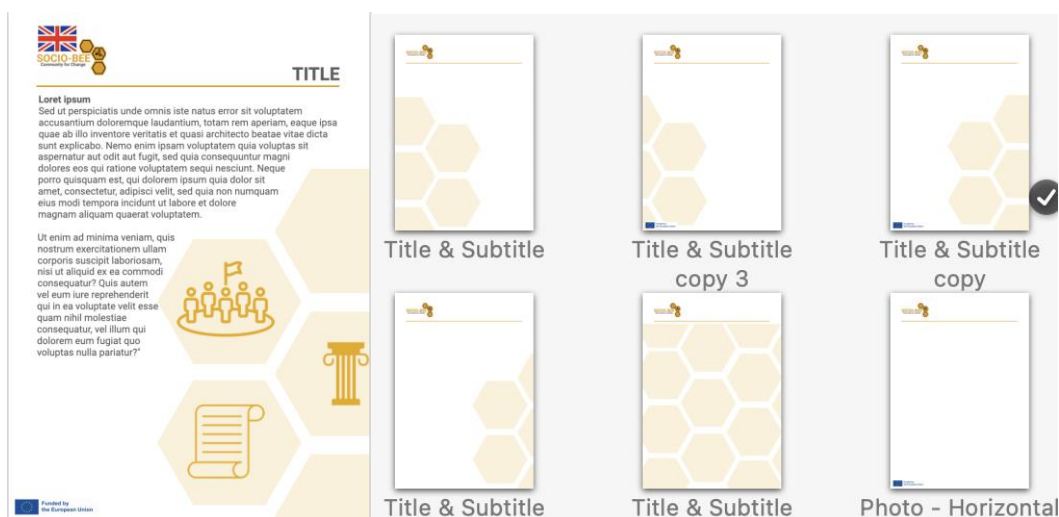 SOCIO-BEE
Community for Change
TITLE
Loret ipsum
Sed ut perspiciatis unde omnis iste natus error sit voluptatem
accusantium doloremque laudantium, totam rem aperiam, eaque ipsa
quae ab illo inventore veritatis et quasi architecto beatae vitae dicta
sunt explicabo. Nemo enim ipsam voluptatem quia voluptas sit
aspernatur aut odit aut fugit, sed quia consequuntur magni
dolores eos qui ratione voluptatem sequi nesciunt. Neque
porro quisquam est, qui dolorem ipsum quia dolor sit
amet, consectetur, adipisci velit, sed quia non numquam
eius modi tempora incidunt ut labore et dolore
magnam aliquam quaerat voluptatem.
Ut enim ad minima veniam, quis
nostrum exercitationem ullam
corporis suscipit laboriosam,
nisi ut aliquid ex ea commodi
consequatur? Quis autem
vel eum iure reprehenderit
qui in ea voluptate velit esse
quam nihil molestiae
consequatur, vel illum qui
dolorem eum fugiat quo
voluptas nulla pariatur?"
Funded by
the European Union
Title & Subtitle
Title & Subtitle
copy 3
Title & Subtitle
copy
Title & Subtitle
Title & Subtitle
Photo - Horizontal